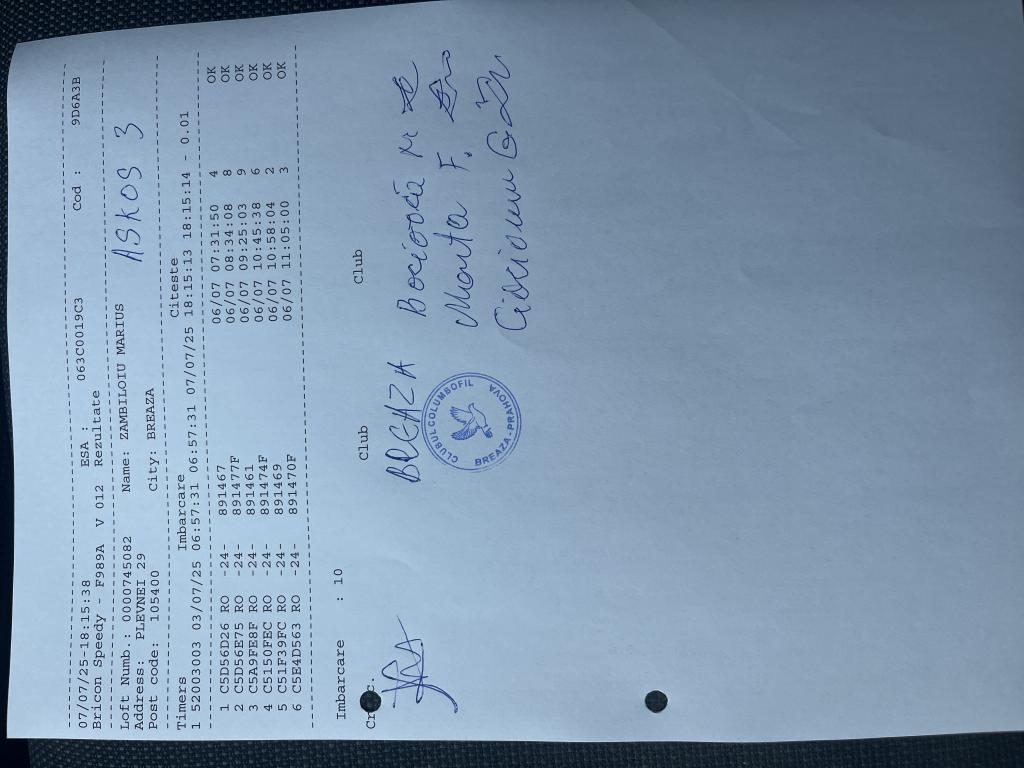 07/07/25-18:15:38 ESA : 063C0019C3 Cod : 9D6A3B
Bricon Speedy - F989A V 012 Rezultate
Loft Numb.: 0000745082 Name: ZAMBILOIU MARIUS
Address: PLEVNEI 29 ASKOS 3
Post code: 105400 City: BREAZA
Timers Imbarcare Citeste
1 52003003 03/07/25 06:57:31 06:57:31 07/07/25 18:15:13 18:15:14 - 0.01
1 C5D56D26 RO -24- 891467 06/07 07:31:50 4 OK
2 C5D56E75 RO -24- 891477F 06/07 08:34:08 8 OK
3 C5A9FE8F RO -24- 891461 06/07 09:25:03 9 OK
4 C5150FEC RO -24- 891474F 06/07 10:45:38 6 OK
5 C51F39FC RO -24- 891469 06/07 10:58:04 2 OK
6 C5E4D563 RO -24- 891470F 06/07 11:05:00 3 OK
Imbarcare : 10
Club Club
BREAZA
Manta F.
CLUBUL COLUMBOFIL
BREAZA-PRAHOVA